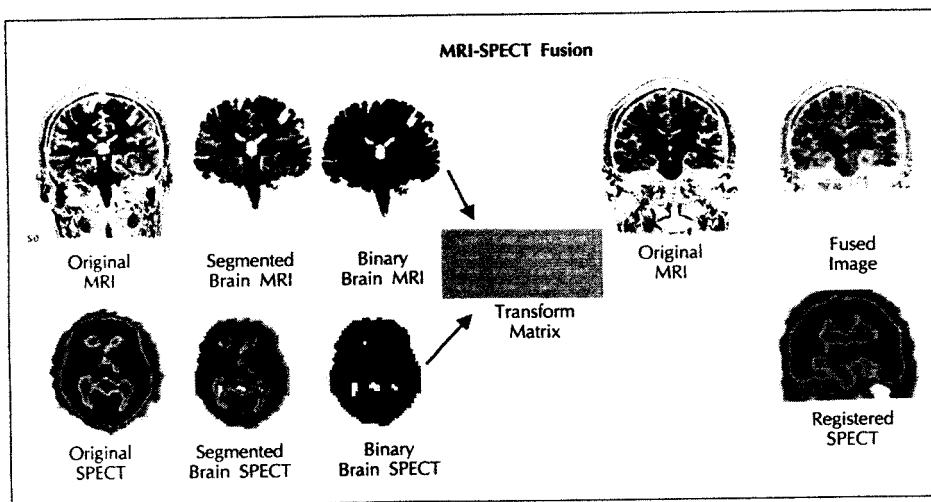 MRI-SPECT Fusion
Original
MRI
Segmented
Brain MRI
Binary
Brain MRI
Transform
Matrix
Original
MRI
Fused
Image
Original
SPECT
Segmented
Brain SPECT
Binary
Brain SPECT
Registered
SPECT